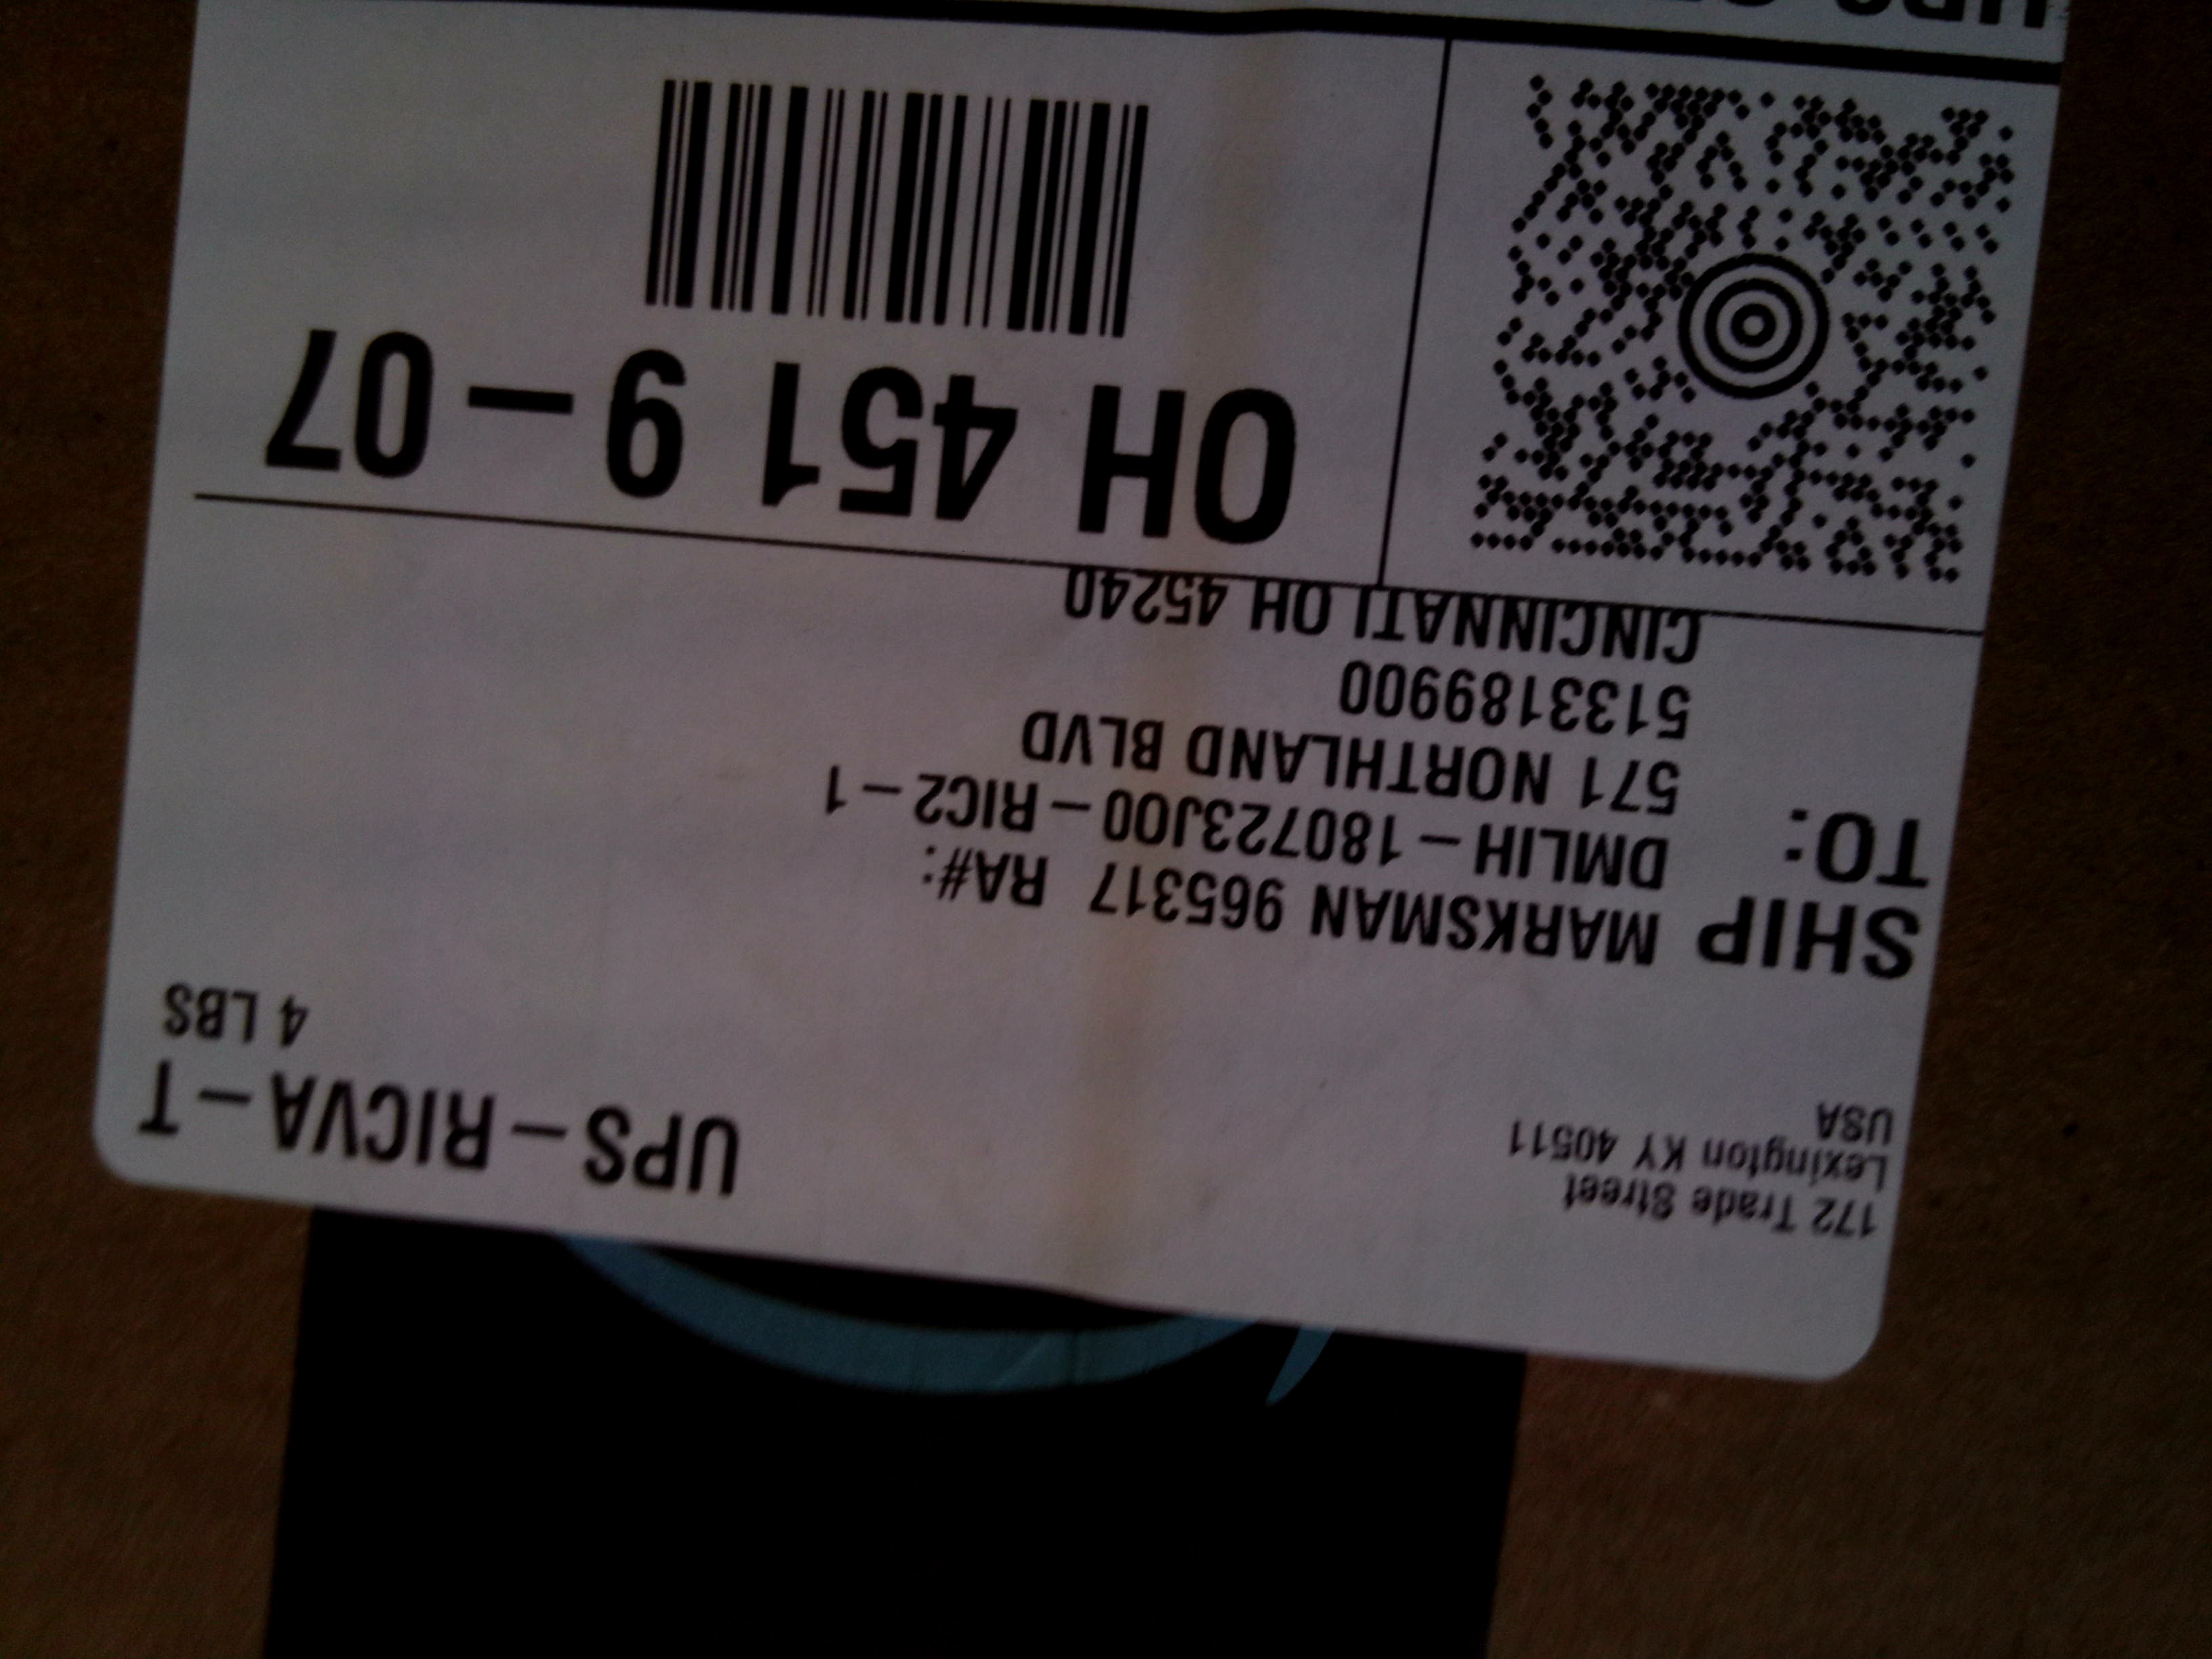 172 Trade Street
Lexington KY 40511
USA
UPS-RICVA-T
4 LBS
SHIP TO:
MARKSMAN 965317 RA#:
DMLIH-180723J00-RIC2-1
571 NORTHLAND BLVD
5133189900
CINCINNATI OH 45240
OH 451 9-07
UPS